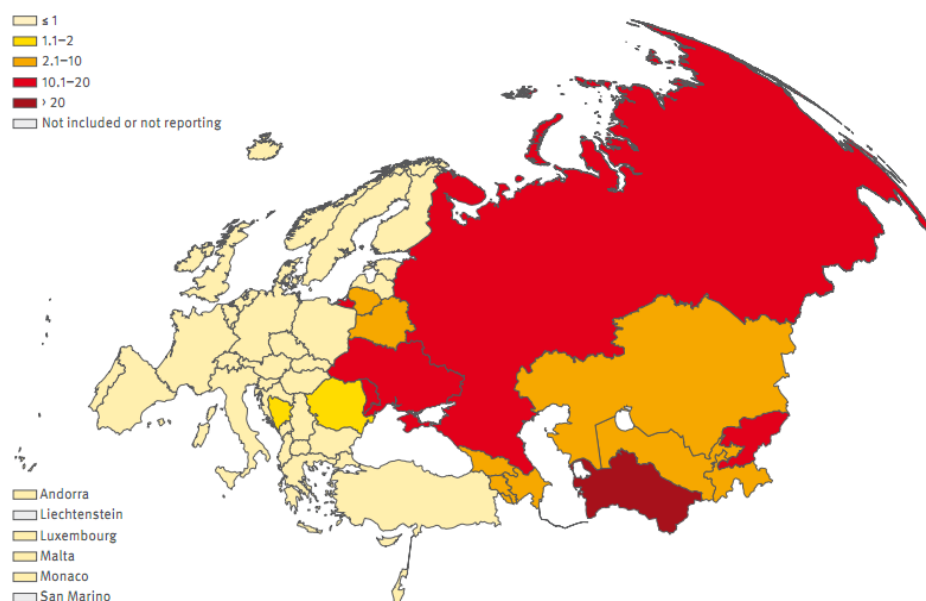 ≤ 1
1.1–2
2.1–10
10.1–20
> 20
Not included or not reporting
Andorra
Liechtenstein
Luxembourg
Malta
Monaco
San Marino